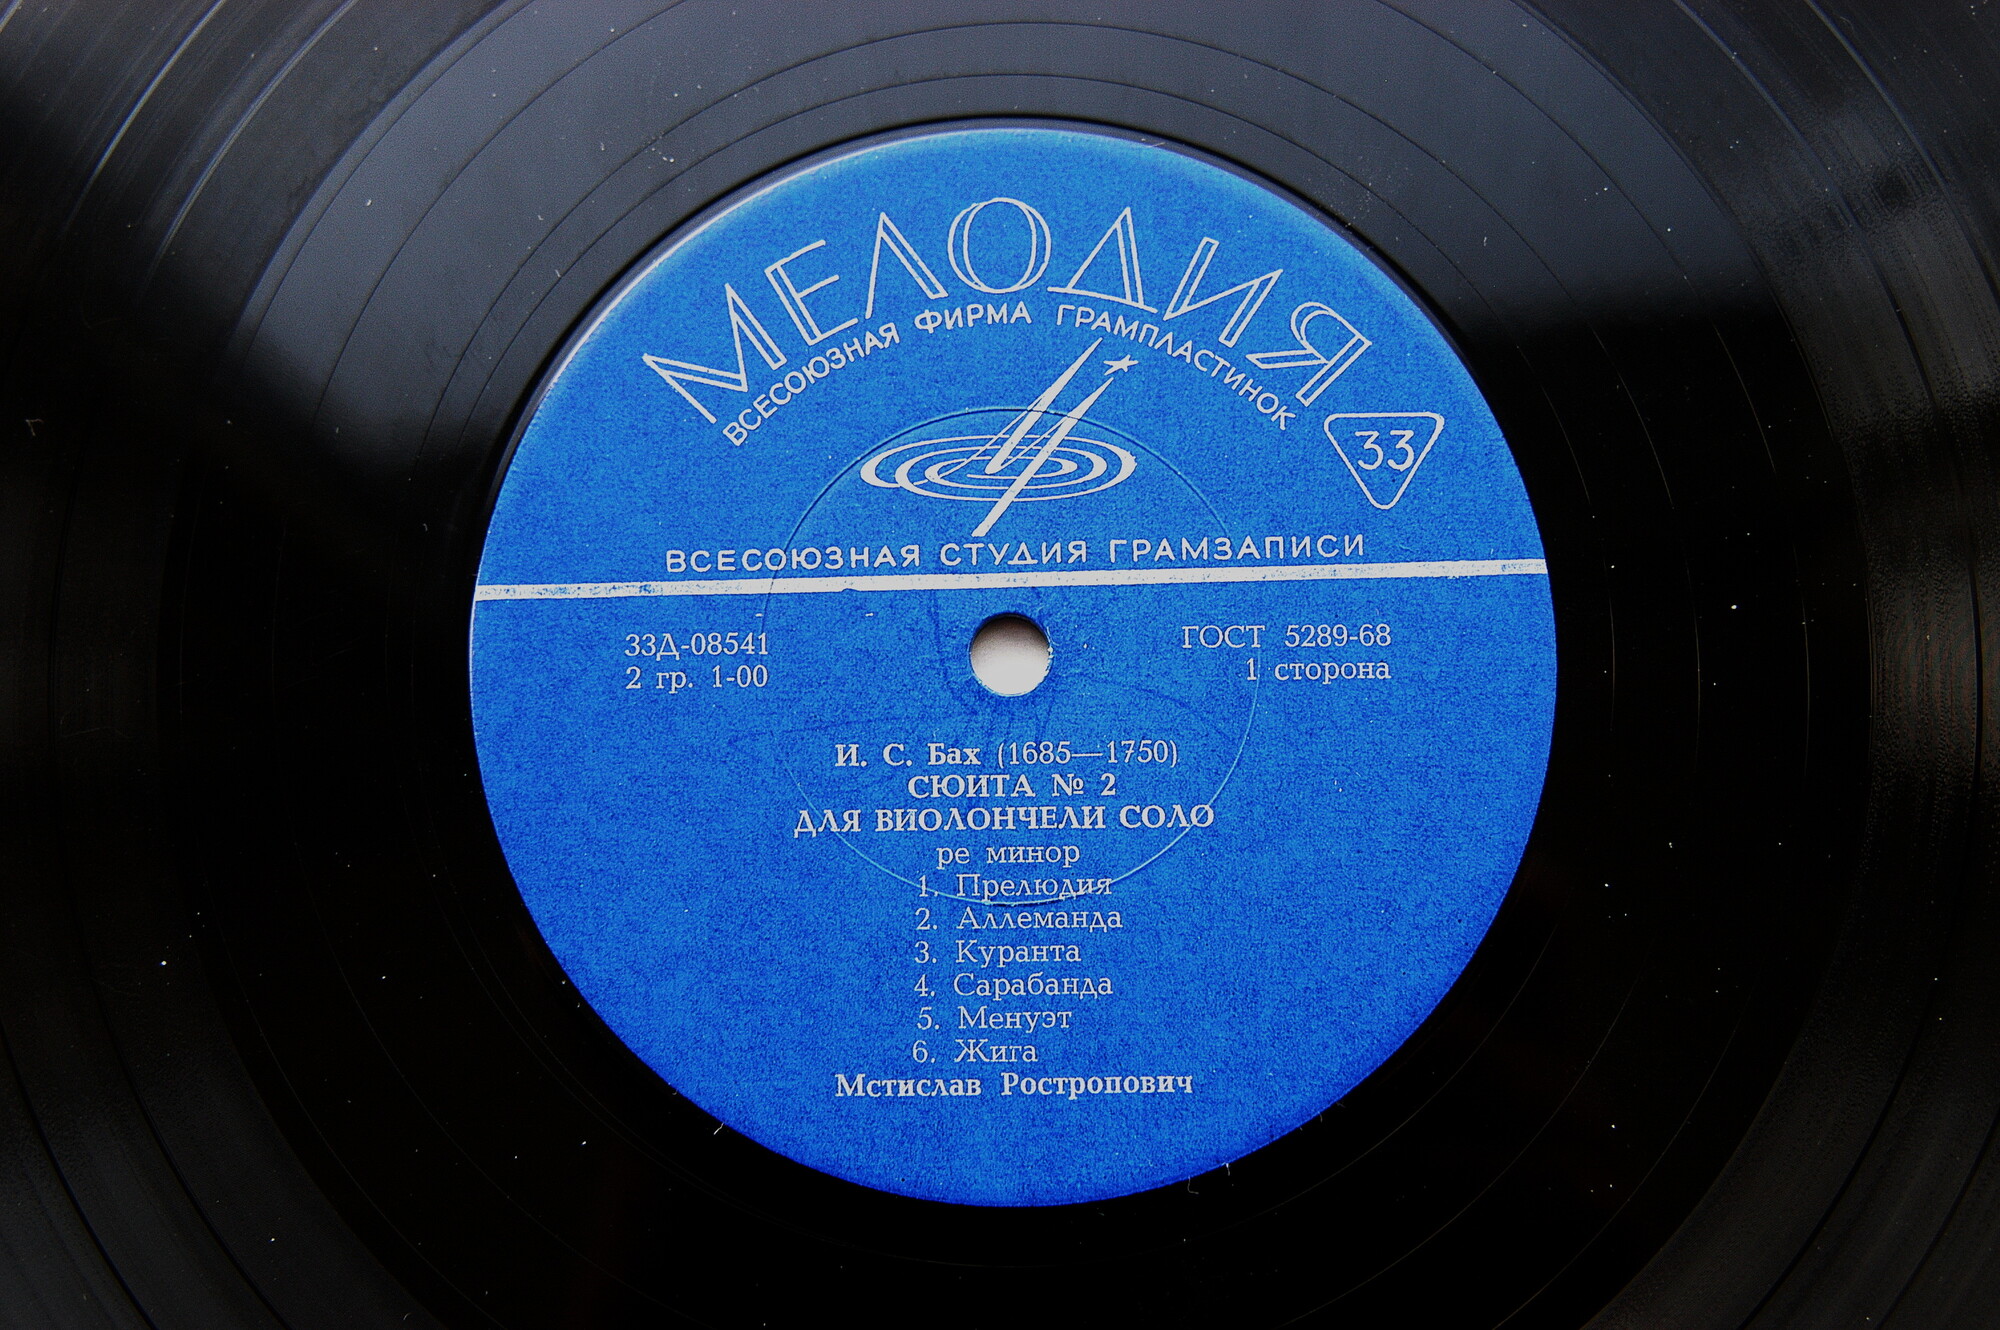 МЕЛОДИЯ
ВСЕСОЮЗНАЯ ФИРМА ГРАМПЛАСТИНОК
33
ВСЕСОЮЗНАЯ СТУДИЯ ГРАМЗАПИСИ
33Д-08541
2 гр. 1-00
ГОСТ 5289-68
1 сторона
И. С. Бах (1685—1750)
СЮИТА № 2
ДЛЯ ВИОЛОНЧЕЛИ СОЛО
ре минор
1. Прелюдия
2. Аллеманда
3. Куранта
4. Сарабанда
5. Менуэт
6. Жига
Мстислав Ростропович